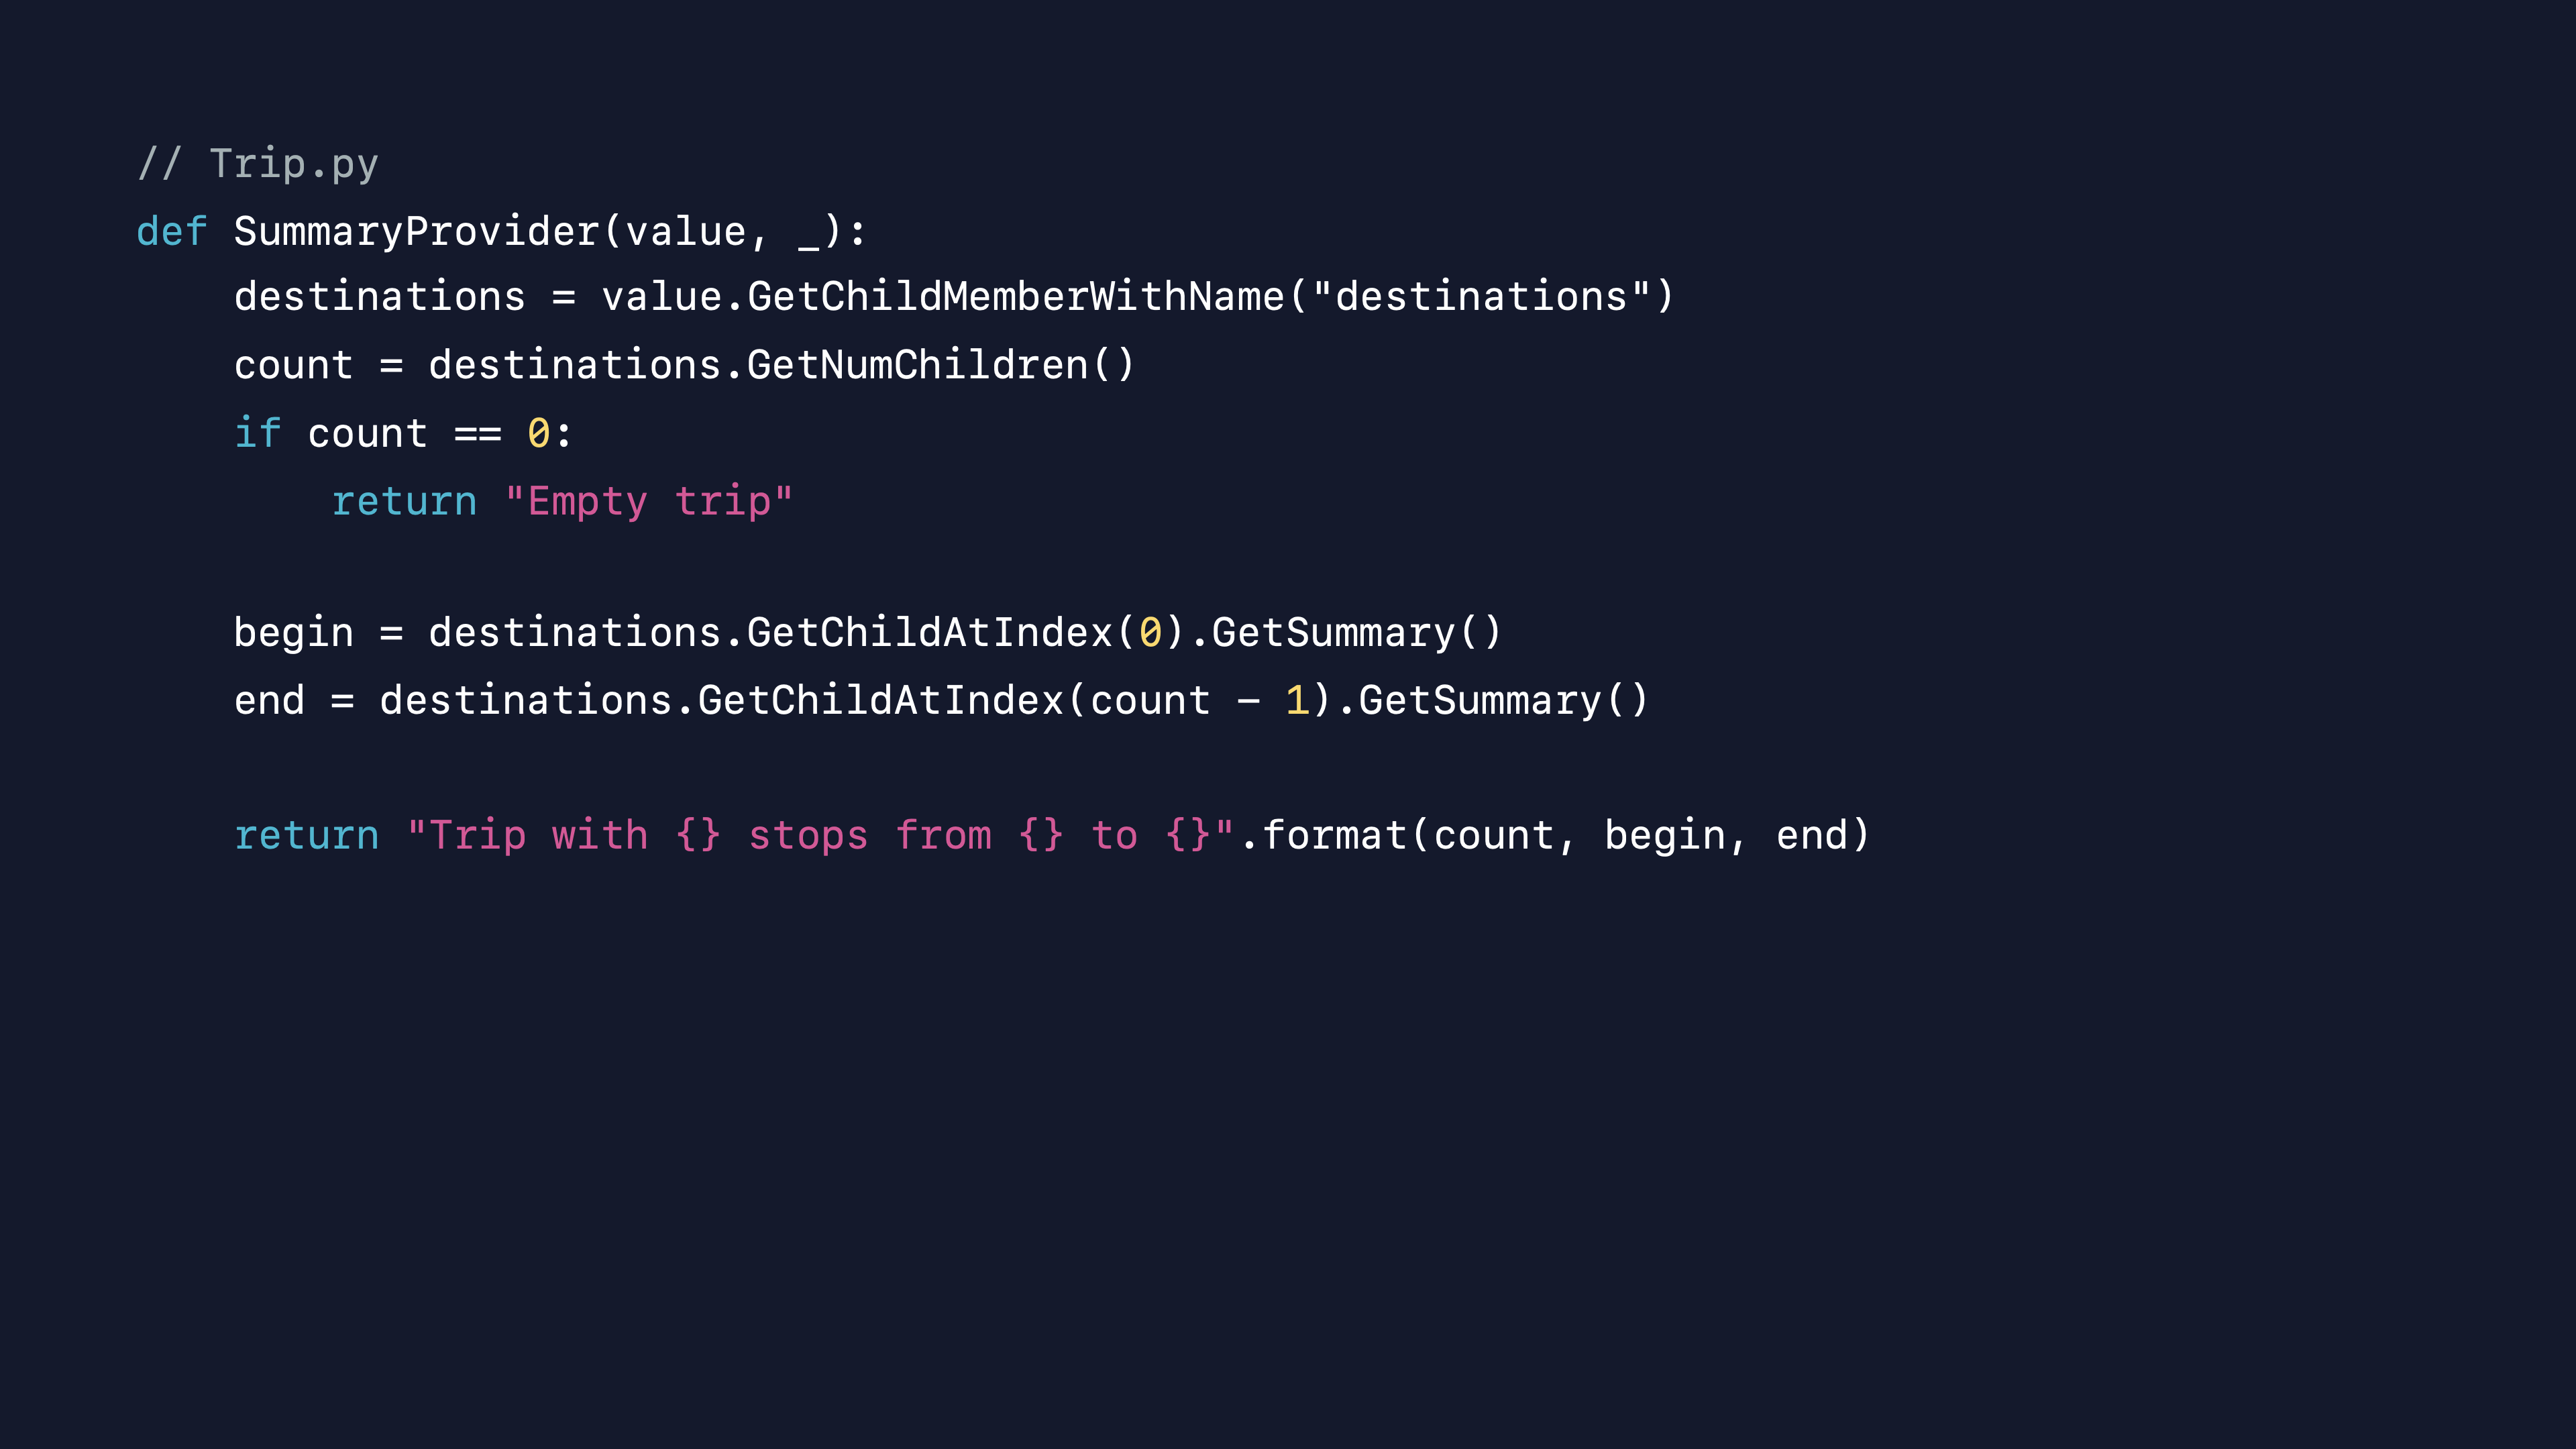 // Trip.py
def SummaryProvider(value, _):
    destinations = value.GetChildMemberWithName("destinations")
    count = destinations.GetNumChildren()
    if count == 0:
        return "Empty trip"

    begin = destinations.GetChildAtIndex(0).GetSummary()
    end = destinations.GetChildAtIndex(count - 1).GetSummary()

    return "Trip with {} stops from {} to {}".format(count, begin, end)